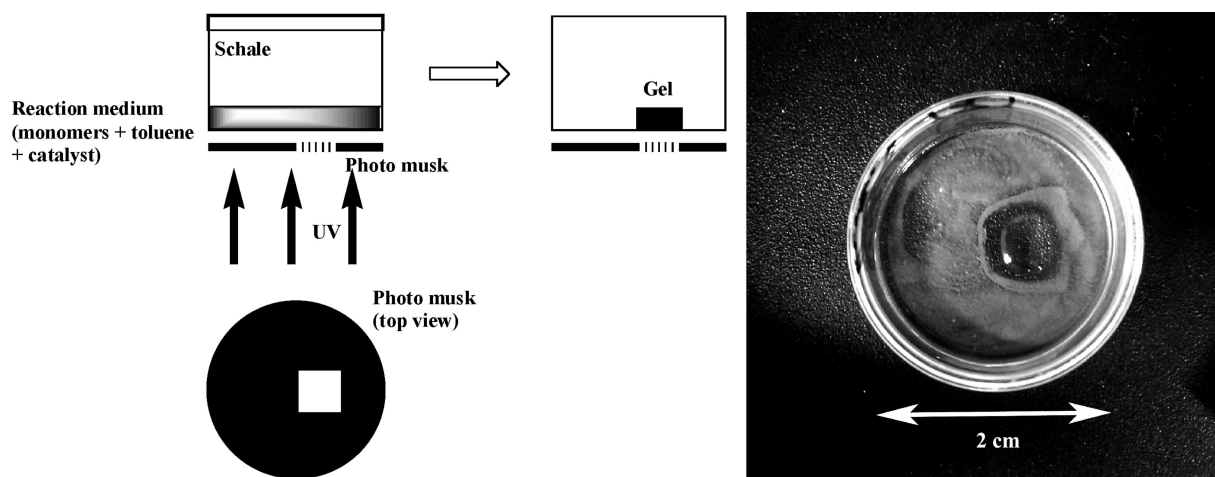 Schale
Reaction medium
(monomers + toluene
+ catalyst)
Photo musk
UV
Photo musk
(top view)
Gel
2 cm